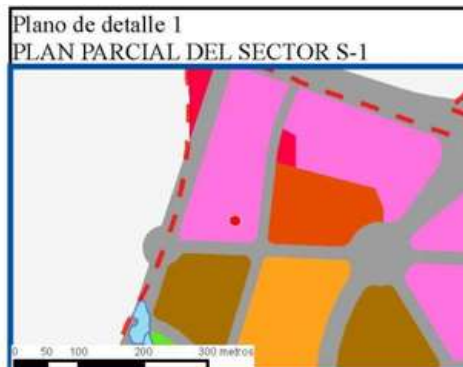 Plano de detalle 1
PLAN PARCIAL DEL SECTOR S-1
0 50 100 200 300 metros